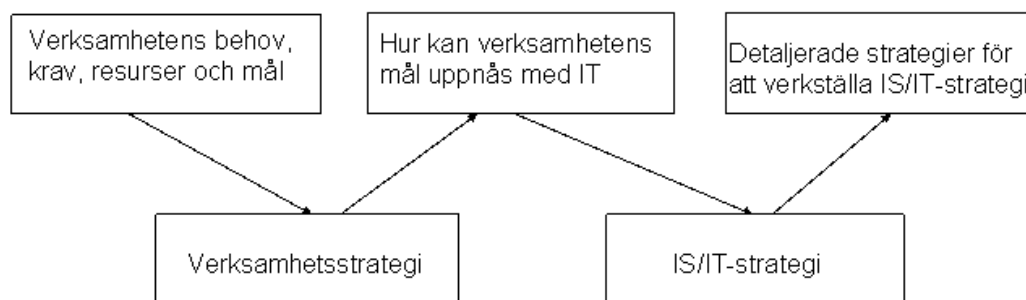 Verksamhetens behov,
krav, resurser och mål
Hur kan verksamhetens
mål uppnås med IT
Detaljerade strategier för
att verkställa IS/IT-strategi
Verksamhetsstrategi
IS/IT-strategi